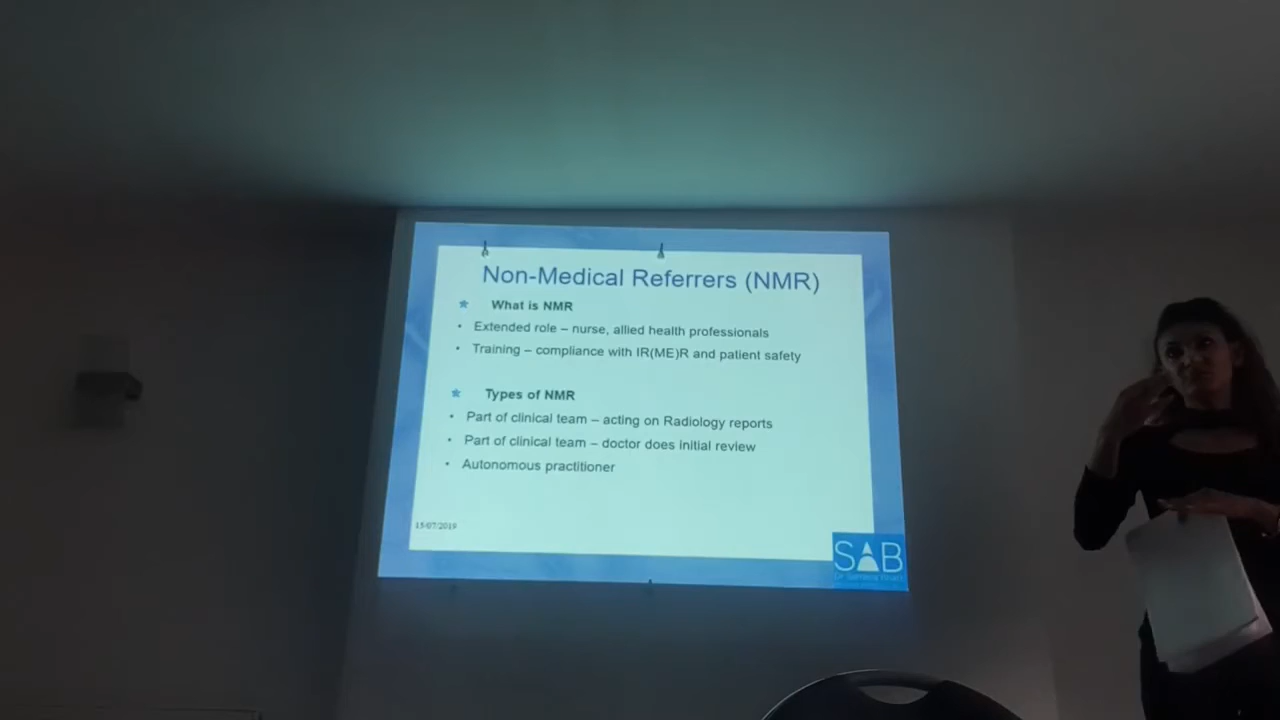 Non-Medical Referrers (NMR)
What is NMR
• Extended role – nurse, allied health professionals
• Training – compliance with IR(ME)R and patient safety
Types of NMR
• Part of clinical team – acting on Radiology reports
• Part of clinical team – doctor does initial review
• Autonomous practitioner
15/07/2019
SAB